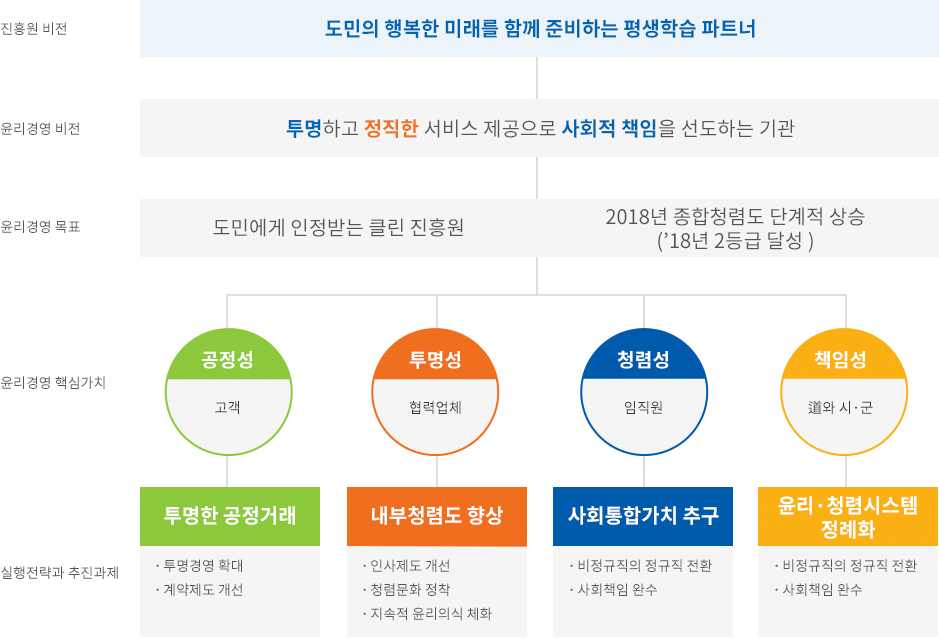 진흥원 비전
도민의 행복한 미래를 함께 준비하는 평생학습 파트너
윤리경영 비전
투명하고 정직한 서비스 제공으로 사회적 책임을 선도하는 기관
윤리경영 목표
도민에게 인정받는 클린 진흥원
2018년 종합청렴도 단계적 상승
(’18년 2등급 달성 )
윤리경영 핵심가치
공정성
고객
투명성
협력업체
청렴성
임직원
책임성
道와 시·군
실행전략과 추진과제
투명한 공정거래
· 투명경영 확대
· 계약제도 개선
내부청렴도 향상
· 인사제도 개선
· 청렴문화 정착
· 지속적 윤리의식 체화
사회통합가치 추구
· 비정규직의 정규직 전환
· 사회책임 완수
윤리·청렴시스템
정례화
· 비정규직의 정규직 전환
· 사회책임 완수